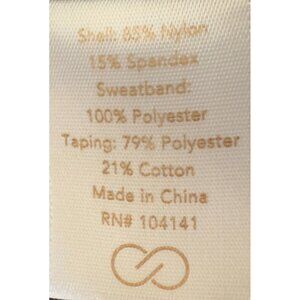 Shell: 85% Nylon
15% Spandex
Sweatband:
100% Polyester
Taping: 79% Polyester
21% Cotton
Made in China
RN# 104141